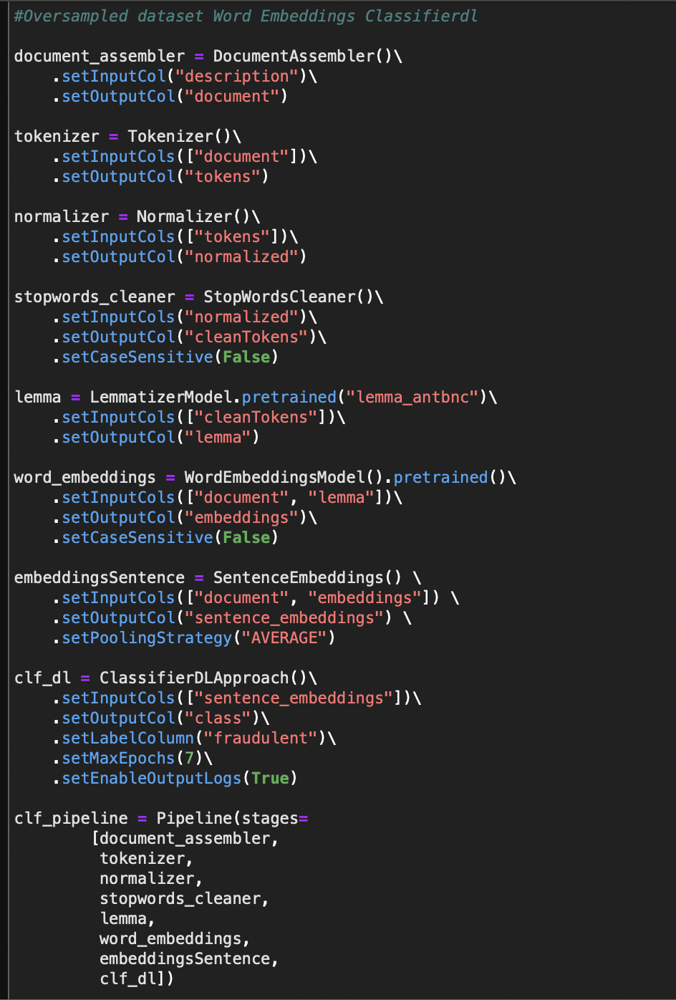 #Oversampled dataset Word Embeddings Classifierdl

document_assembler = DocumentAssembler()\
    .setInputCol("description")\
    .setOutputCol("document")

tokenizer = Tokenizer()\
    .setInputCols(["document"])\
    .setOutputCol("tokens")

normalizer = Normalizer()\
    .setInputCols(["tokens"])\
    .setOutputCol("normalized")

stopwords_cleaner = StopWordsCleaner()\
    .setInputCols("normalized")\
    .setOutputCol("cleanTokens")\
    .setCaseSensitive(False)

lemma = LemmatizerModel.pretrained("lemma_antbnc")\
    .setInputCols(["cleanTokens"])\
    .setOutputCol("lemma")

word_embeddings = WordEmbeddingsModel().pretrained()\
    .setInputCols(["document", "lemma"])\
    .setOutputCol("embeddings")\
    .setCaseSensitive(False)

embeddingsSentence = SentenceEmbeddings() \
    .setInputCols(["document", "embeddings"]) \
    .setOutputCol("sentence_embeddings") \
    .setPoolingStrategy("AVERAGE")

clf_dl = ClassifierDLApproach()\
    .setInputCols(["sentence_embeddings"])\
    .setOutputCol("class")\
    .setLabelColumn("fraudulent")\
    .setMaxEpochs(7)\
    .setEnableOutputLogs(True)

clf_pipeline = Pipeline(stages=
        [document_assembler,
         tokenizer,
         normalizer,
         stopwords_cleaner,
         lemma,
         word_embeddings,
         embeddingsSentence,
         clf_dl])